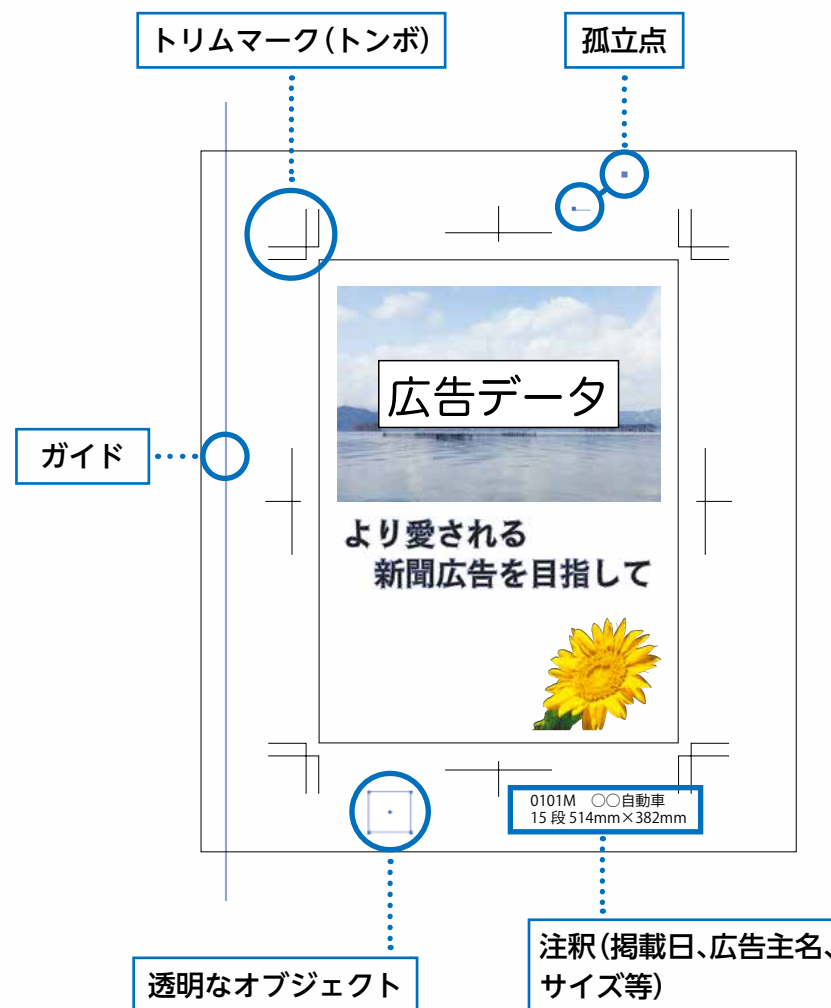 トリムマーク(トンボ)
孤立点
広告データ
ガイド
より愛される
新聞広告を目指して
0101M　○○自動車
15 段 514mm×382mm
透明なオブジェクト
注釈(掲載日、広告主名、
サイズ等)